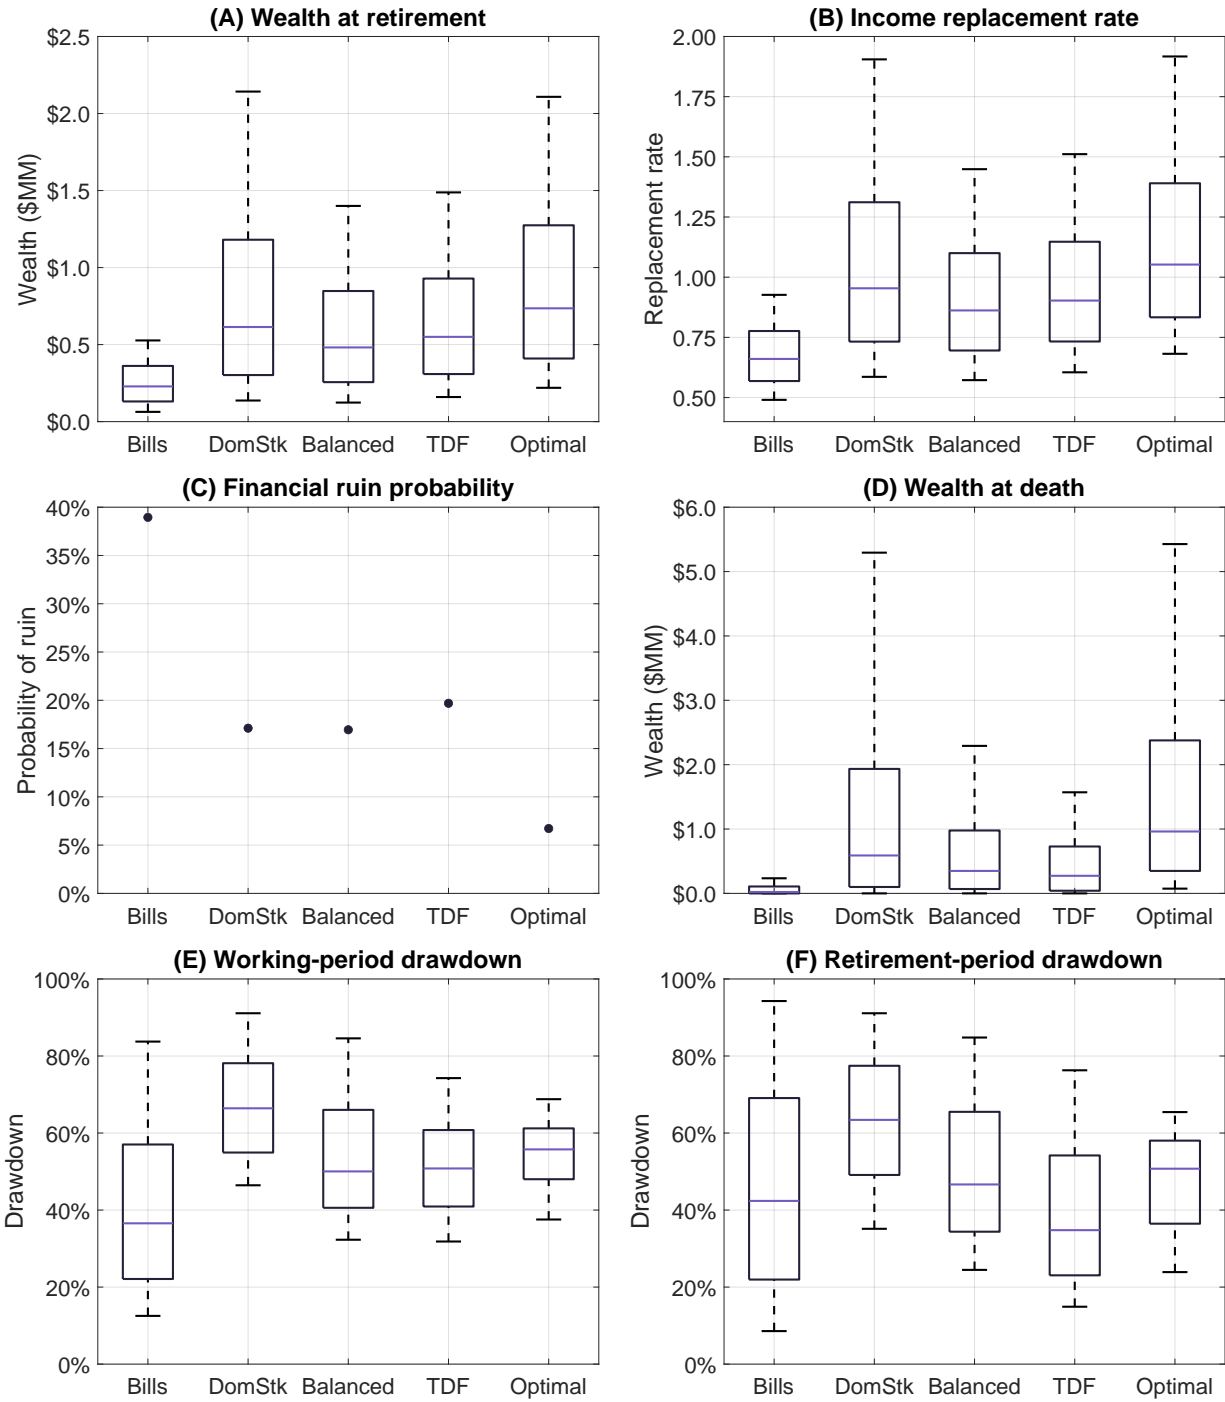 (A) Wealth at retirement
Wealth ($MM)
$2.5
$2.0
$1.5
$1.0
$0.5
$0.0
Bills DomStk Balanced TDF Optimal
(B) Income replacement rate
Replacement rate
2.00
1.75
1.50
1.25
1.00
0.75
0.50
Bills DomStk Balanced TDF Optimal
(C) Financial ruin probability
Probability of ruin
40%
35%
30%
25%
20%
15%
10%
5%
0%
Bills DomStk Balanced TDF Optimal
(D) Wealth at death
Wealth ($MM)
$6.0
$5.0
$4.0
$3.0
$2.0
$1.0
$0.0
Bills DomStk Balanced TDF Optimal
(E) Working-period drawdown
Drawdown
100%
80%
60%
40%
20%
0%
Bills DomStk Balanced TDF Optimal
(F) Retirement-period drawdown
Drawdown
100%
80%
60%
40%
20%
0%
Bills DomStk Balanced TDF Optimal